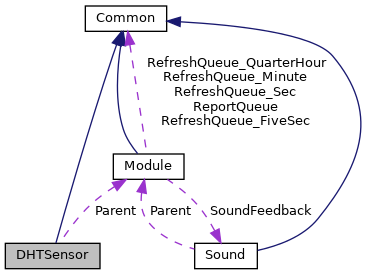 Common
RefreshQueue_QuarterHour
RefreshQueue_Minute
RefreshQueue_Sec
ReportQueue
RefreshQueue_FiveSec
Module
Parent
Parent
SoundFeedback
DHTSensor
Sound